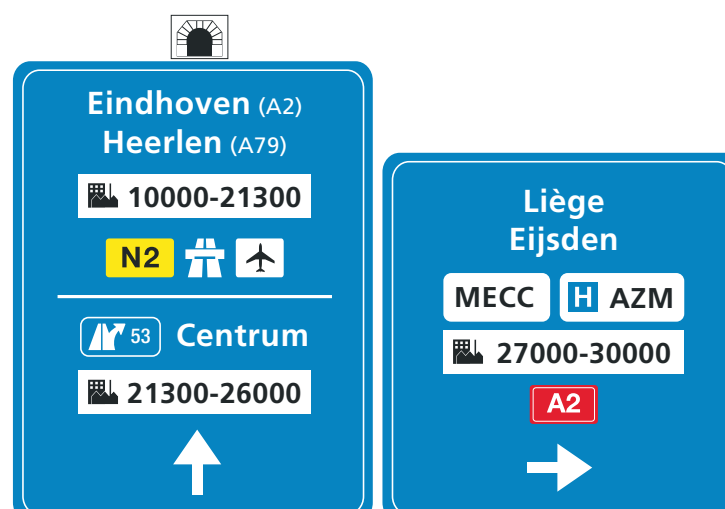 Eindhoven (A2)
Heerlen (A79)
10000-21300
N2
53 Centrum
21300-26000
Liège
Eijsden
MECC H AZM
27000-30000
A2